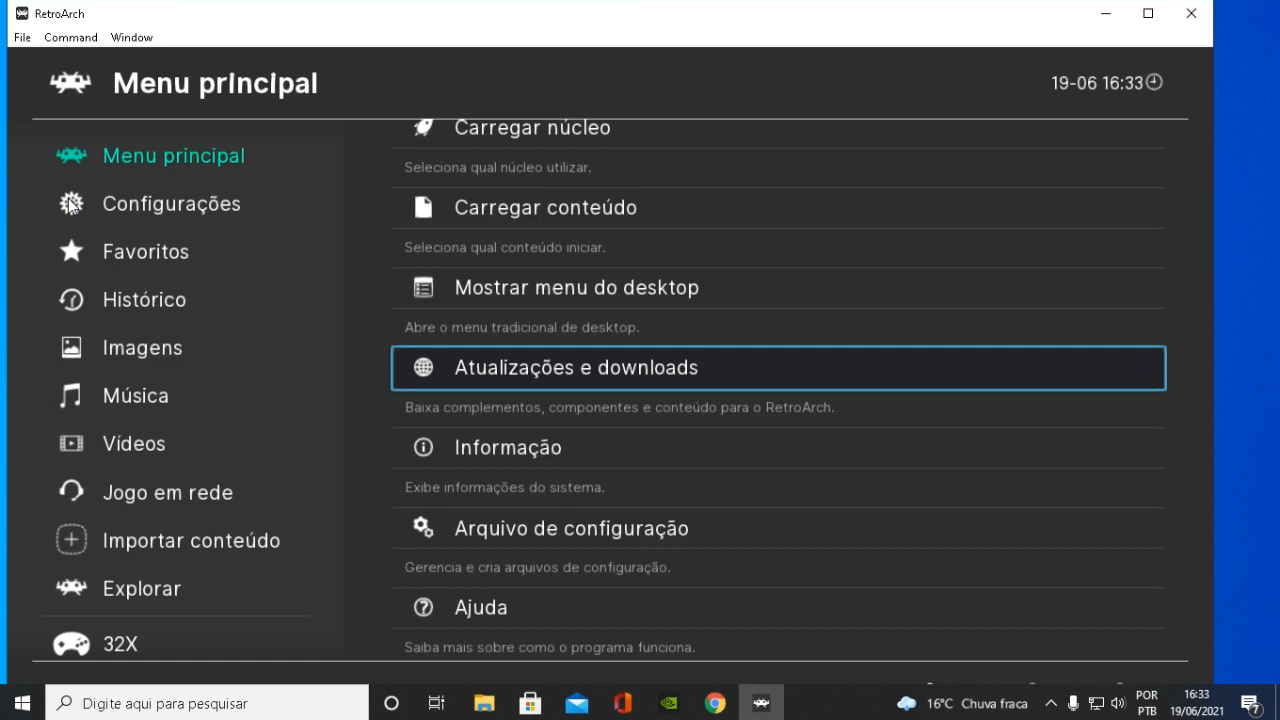 RetroArch
File Command Window
Menu principal
19-06 16:33
Menu principal
Configurações
Favoritos
Histórico
Imagens
Música
Vídeos
Jogo em rede
Importar conteúdo
Explorar
32X
Carregar núcleo
Seleciona qual núcleo utilizar.
Carregar conteúdo
Seleciona qual conteúdo iniciar.
Mostrar menu do desktop
Abre o menu tradicional de desktop.
Atualizações e downloads
Baixa complementos, componentes e conteúdo para o RetroArch.
Informação
Exibe informações do sistema.
Arquivo de configuração
Gerencia e cria arquivos de configuração.
Ajuda
Saiba mais sobre como o programa funciona.
Digite aqui para pesquisar
16°C Chuva fraca
POR
PTB
16:33
19/06/2021
7